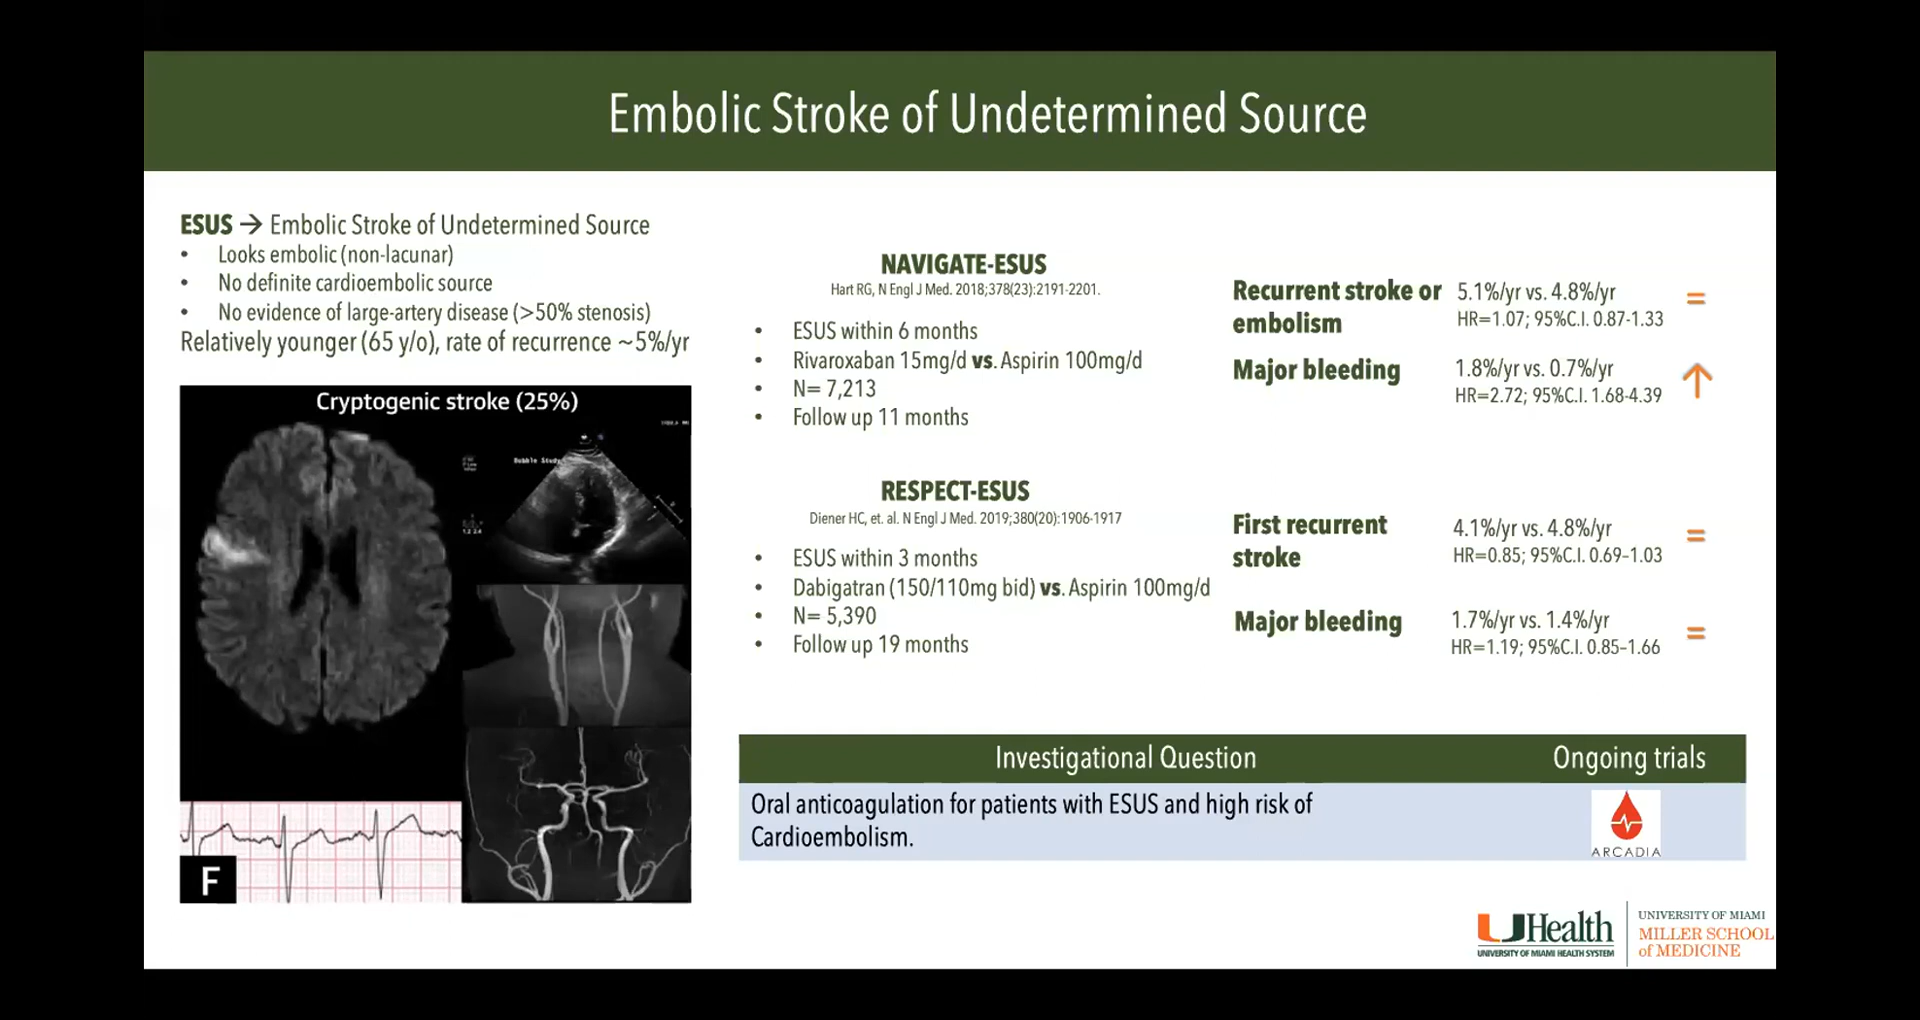 Embolic Stroke of Undetermined Source
ESUS → Embolic Stroke of Undetermined Source
• Looks embolic (non-lacunar)
• No definite cardioembolic source
• No evidence of large-artery disease (>50% stenosis)
Relatively younger (65 y/o), rate of recurrence ~5%/yr
Cryptogenic stroke (25%)
Bubble Study
F
NAVIGATE-ESUS
Hart RG, N Engl J Med. 2018;378(23):2191-2201.
• ESUS within 6 months
• Rivaroxaban 15mg/d vs. Aspirin 100mg/d
• N= 7,213
• Follow up 11 months
Recurrent stroke or
embolism
5.1%/yr vs. 4.8%/yr
HR=1.07; 95%C.I. 0.87-1.33
=
Major bleeding
1.8%/yr vs. 0.7%/yr
HR=2.72; 95%C.I. 1.68-4.39
↑
RESPECT-ESUS
Diener HC, et. al. N Engl J Med. 2019;380(20):1906-1917
• ESUS within 3 months
• Dabigatran (150/110mg bid) vs. Aspirin 100mg/d
• N= 5,390
• Follow up 19 months
First recurrent
stroke
4.1%/yr vs. 4.8%/yr
HR=0.85; 95%C.I. 0.69–1.03
=
Major bleeding
1.7%/yr vs. 1.4%/yr
HR=1.19; 95%C.I. 0.85–1.66
=
Investigational Question
Ongoing trials
Oral anticoagulation for patients with ESUS and high risk of
Cardioembolism.
ARCADIA
UHealth
UNIVERSITY OF MIAMI HEALTH SYSTEM
UNIVERSITY OF MIAMI
MILLER SCHOOL
of MEDICINE